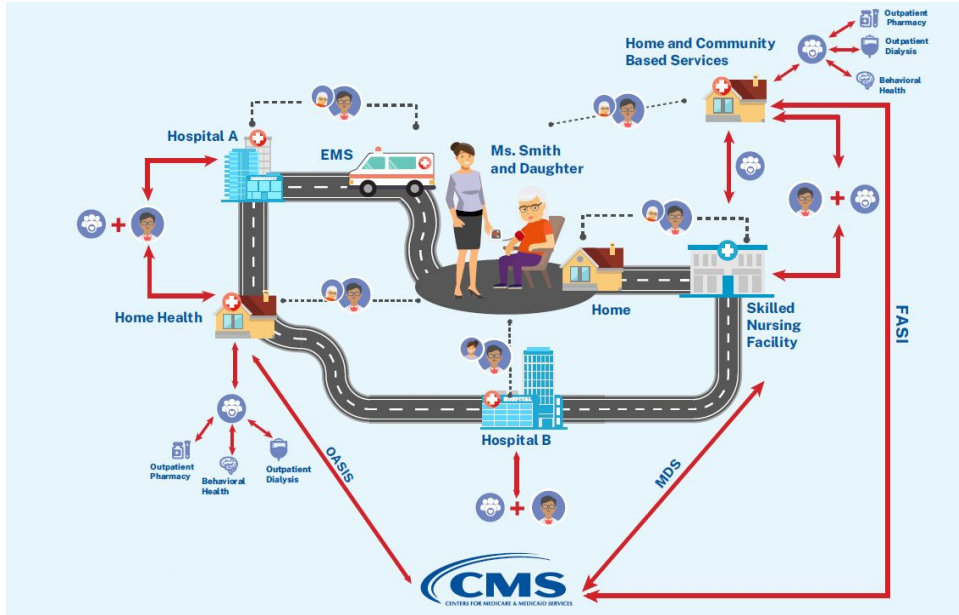 Outpatient
Pharmacy
Home and Community
Based Services
Outpatient
Dialysis
Behavioral
Health
Hospital A
EMS
Ms. Smith
and Daughter
Home Health
Home
Skilled
Nursing
Facility
FASI
HOSPITAL
Hospital B
Outpatient
Pharmacy
Behavioral
Health
Outpatient
Dialysis
OASIS
MDS
CMS
CENTERS FOR MEDICARE & MEDICAID SERVICES